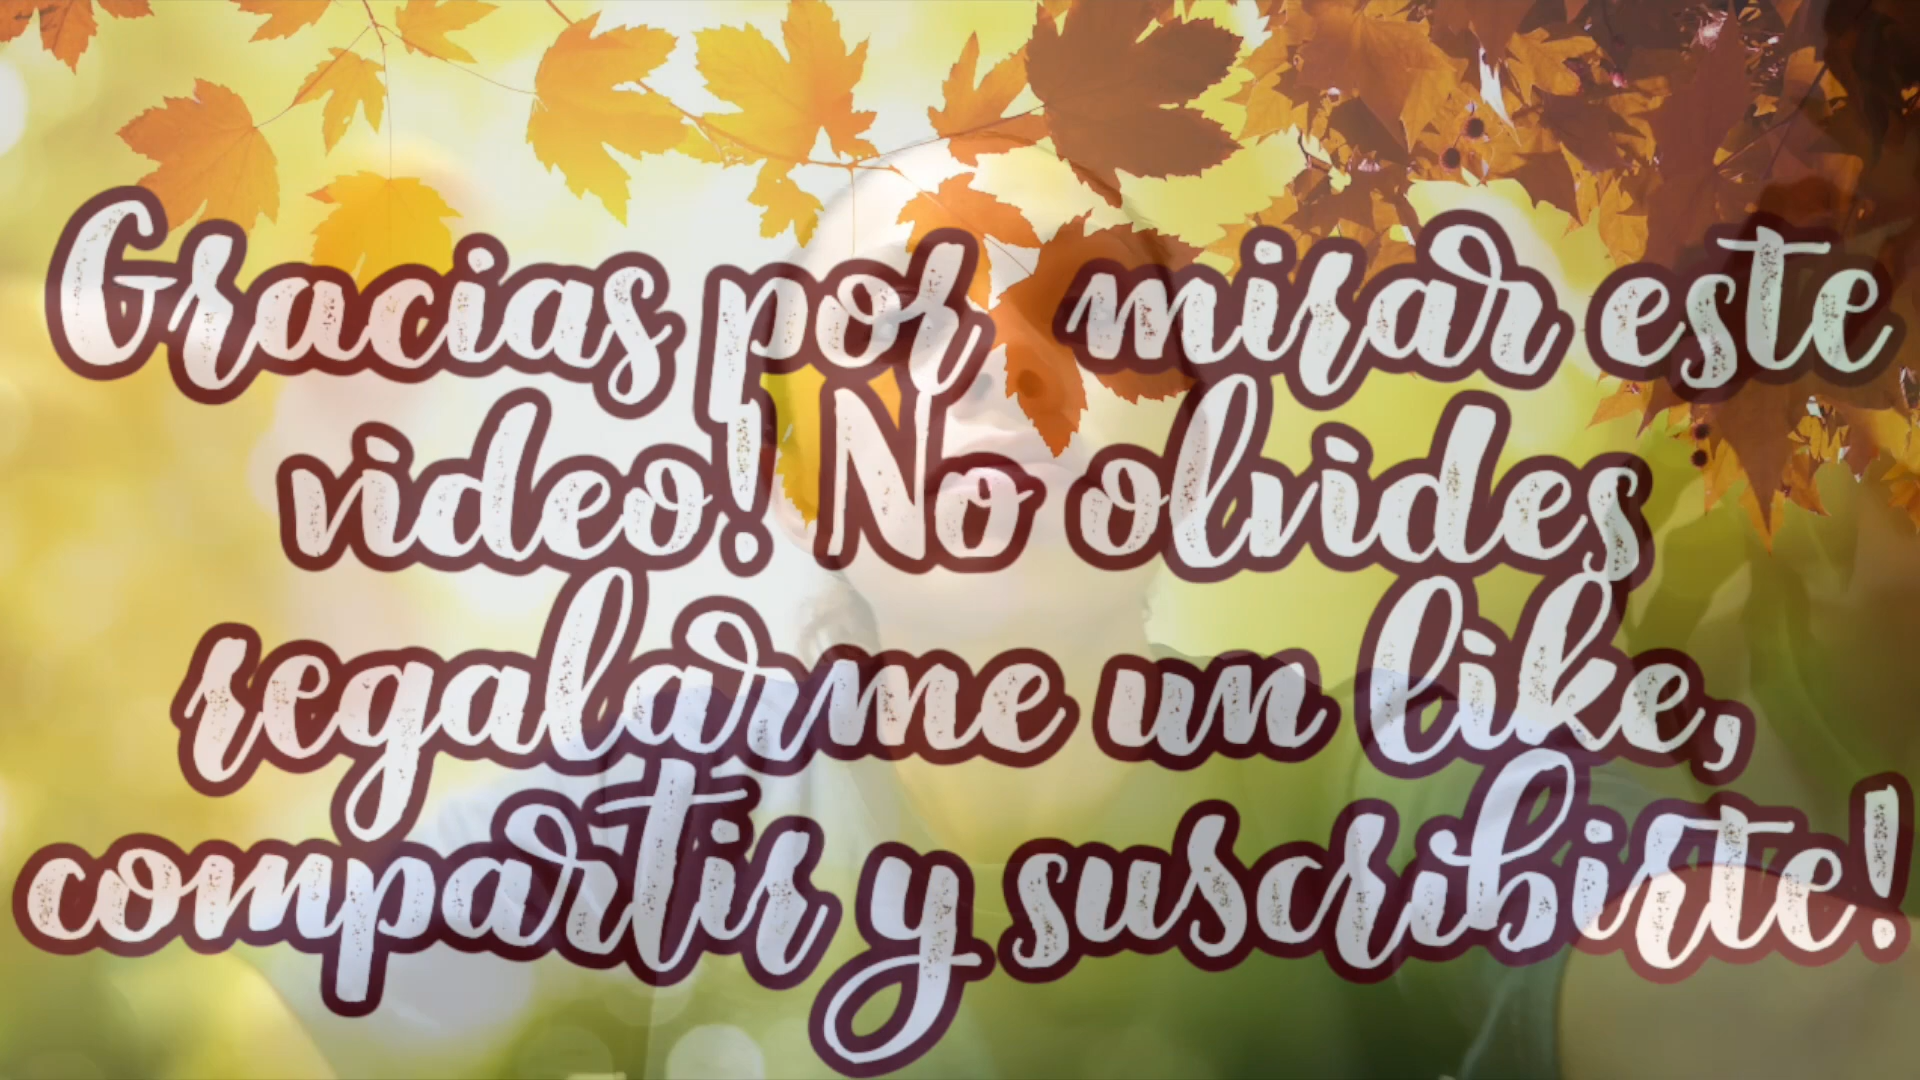 Gracias por mirar este
video! No olvides
regalarme un like,
compartir y suscribirte!